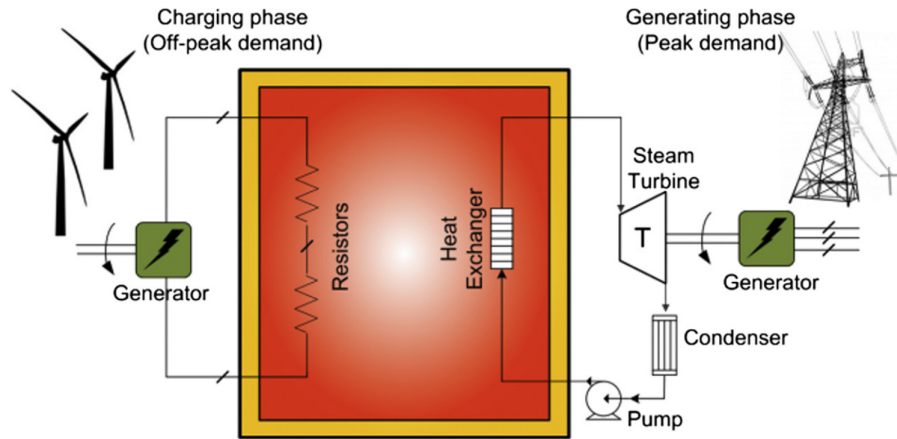 Charging phase
(Off-peak demand)
Generating phase
(Peak demand)
Steam
Turbine
Resistors
Heat
Exchanger
T
Generator
Generator
Condenser
Pump